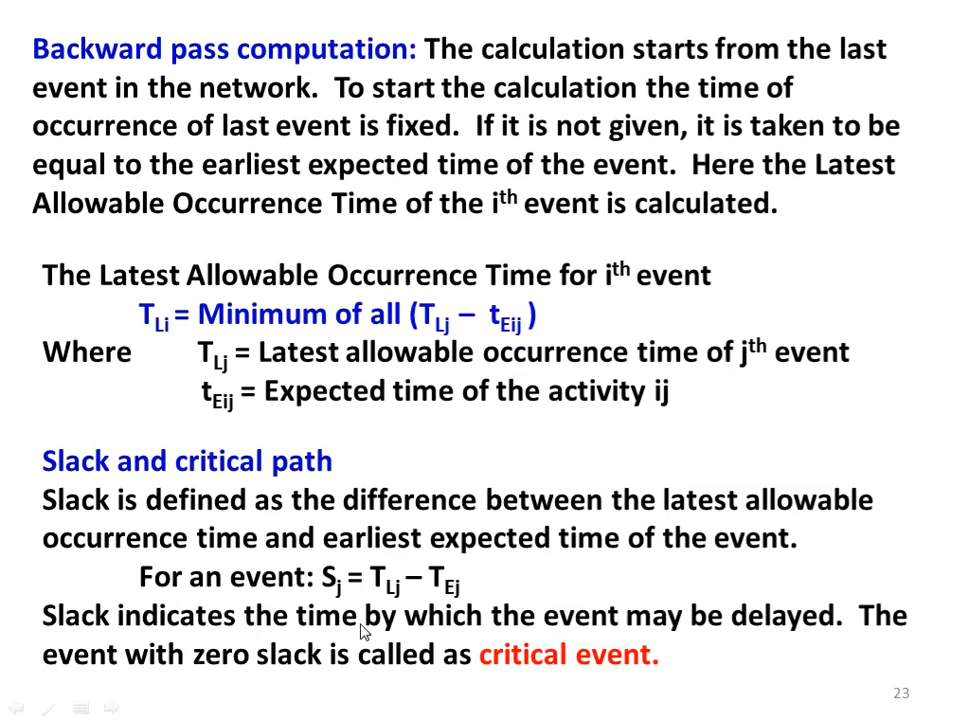 Backward pass computation: The calculation starts from the last
event in the network.  To start the calculation the time of
occurrence of last event is fixed.  If it is not given, it is taken to be
equal to the earliest expected time of the event.  Here the Latest
Allowable Occurrence Time of the ith event is calculated.
The Latest Allowable Occurrence Time for ith event
TLi = Minimum of all (TLj – tEij )
Where TLj = Latest allowable occurrence time of jth event
tEij = Expected time of the activity ij
Slack and critical path
Slack is defined as the difference between the latest allowable
occurrence time and earliest expected time of the event.
For an event: Sj = TLj – TEj
Slack indicates the time by which the event may be delayed.  The
event with zero slack is called as critical event.
23